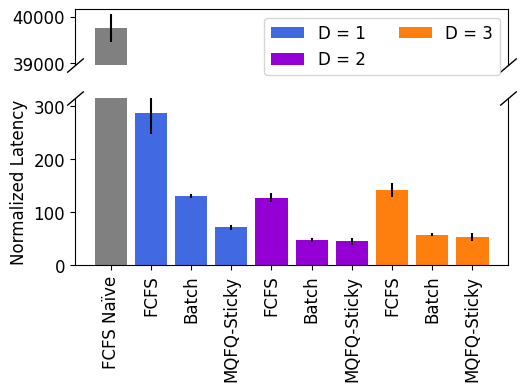 40000
39000
D = 1
D = 2
D = 3
300
200
100
0
Normalized Latency
FCFS Naïve
FCFS
Batch
MQFQ-Sticky
FCFS
Batch
MQFQ-Sticky
FCFS
Batch
MQFQ-Sticky